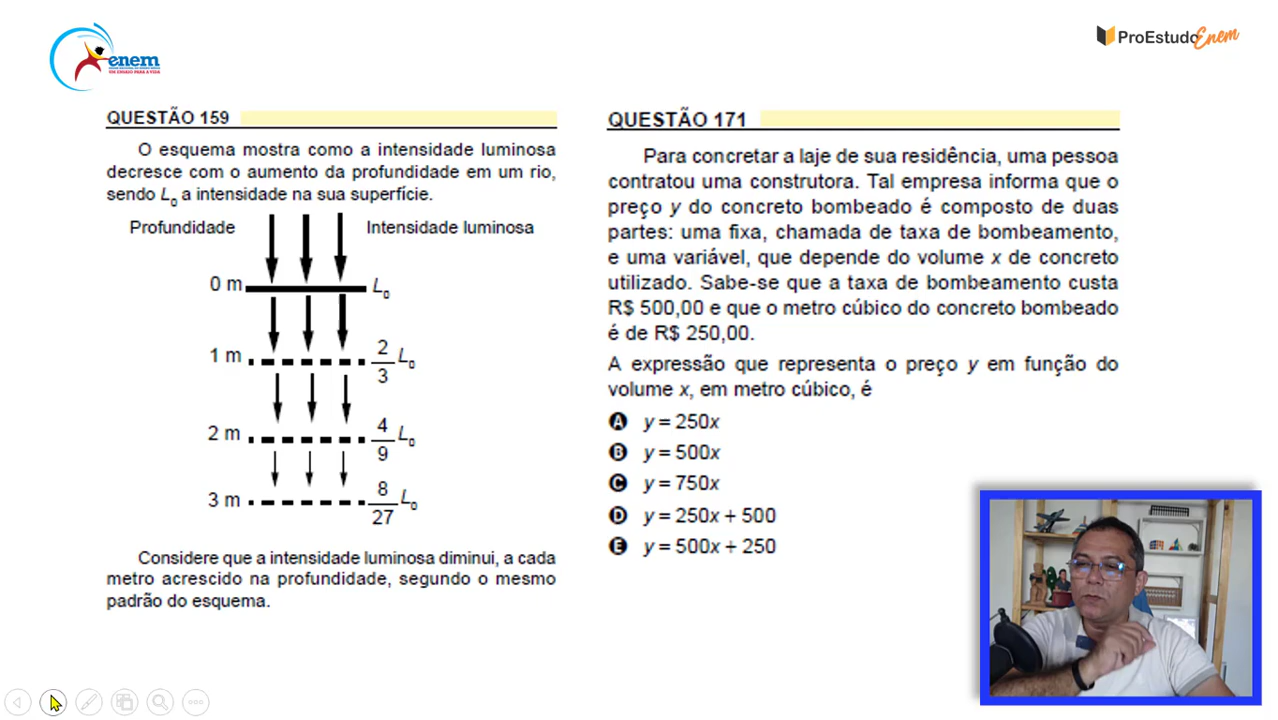 enem
UM ENSAIO PARA A VIDA
ProEstudo Enem
QUESTÃO 159
O esquema mostra como a intensidade luminosa
decresce com o aumento da profundidade em um rio,
sendo L₀ a intensidade na sua superfície.
Profundidade Intensidade luminosa
0 m L₀
1 m 2/3 L₀
2 m 4/9 L₀
3 m 8/27 L₀
Considere que a intensidade luminosa diminui, a cada
metro acrescido na profundidade, segundo o mesmo
padrão do esquema.
QUESTÃO 171
Para concretar a laje de sua residência, uma pessoa
contratou uma construtora. Tal empresa informa que o
preço y do concreto bombeado é composto de duas
partes: uma fixa, chamada de taxa de bombeamento,
e uma variável, que depende do volume x de concreto
utilizado. Sabe-se que a taxa de bombeamento custa
R$ 500,00 e que o metro cúbico do concreto bombeado
é de R$ 250,00.
A expressão que representa o preço y em função do
volume x, em metro cúbico, é
A y = 250x
B y = 500x
C y = 750x
D y = 250x + 500
E y = 500x + 250